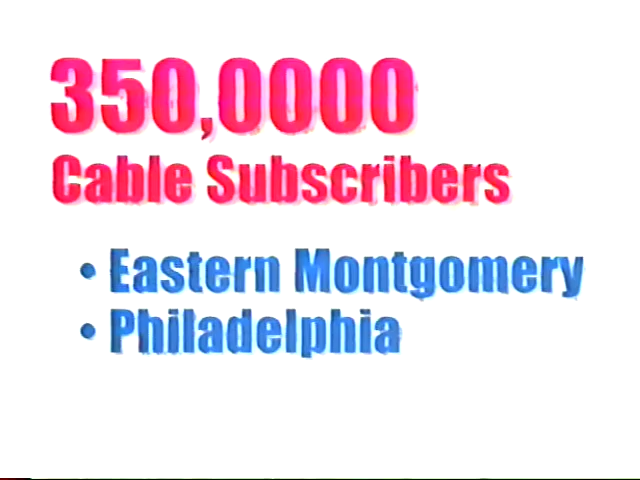 350,0000
Cable Subscribers
• Eastern Montgomery
• Philadelphia